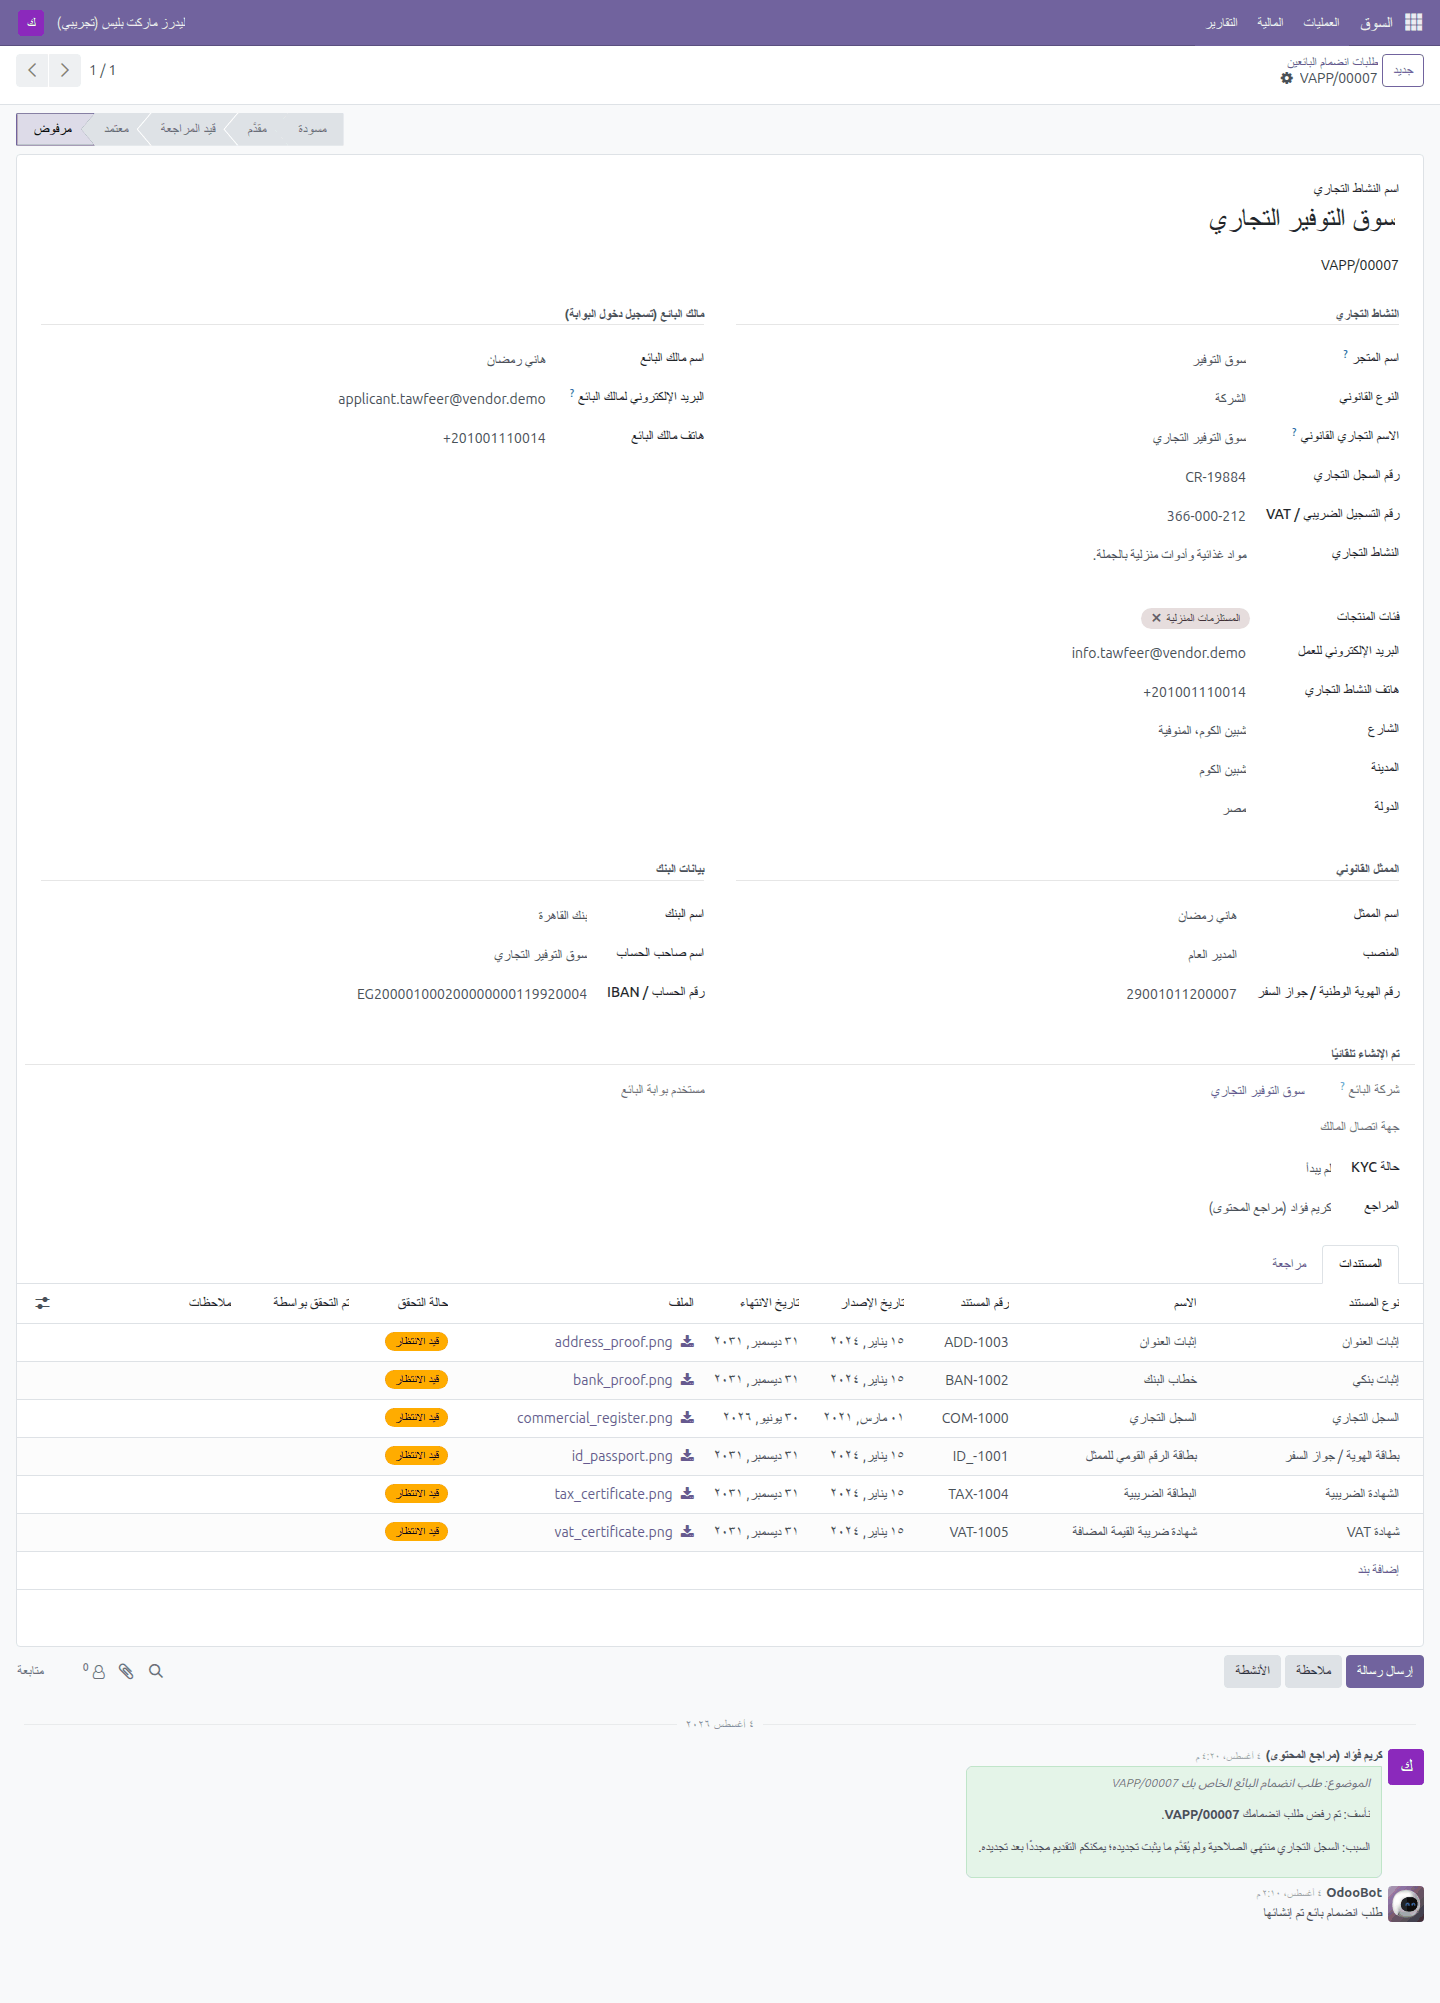 السوق العمليات المالية التقارير ليدرز ماركت بليس (تجريبي) ك
جديد طلبات انضمام البائعين 1 / 1
VAPP/00007
مسودة مقدَّم قيد المراجعة معتمد مرفوض
اسم النشاط التجاري
سوق التوفير التجاري
VAPP/00007
النشاط التجاري
اسم المتجر ? سوق التوفير
النوع القانوني الشركة
الاسم التجاري القانوني ? سوق التوفير التجاري
رقم السجل التجاري CR-19884
رقم التسجيل الضريبي / VAT 366-000-212
النشاط التجاري مواد غذائية وأدوات منزلية بالجملة.
فئات المنتجات المستلزمات المنزلية
البريد الإلكتروني للعمل info.tawfeer@vendor.demo
هاتف النشاط التجاري +201001110014
الشارع شبين الكوم، المنوفية
المدينة شبين الكوم
الدولة مصر
مالك البائع (تسجيل دخول البوابة)
اسم مالك البائع هاني رمضان
البريد الإلكتروني لمالك البائع ? applicant.tawfeer@vendor.demo
هاتف مالك البائع +201001110014
الممثل القانوني
اسم الممثل هاني رمضان
المنصب المدير العام
رقم الهوية الوطنية / جواز السفر 29001011200007
بيانات البنك
اسم البنك بنك القاهرة
اسم صاحب الحساب سوق التوفير التجاري
رقم الحساب / IBAN EG200001000200000000119920004
تم الإنشاء تلقائيًا
شركة البائع ? سوق التوفير التجاري مستخدم بوابة البائع
جهة اتصال المالك
حالة KYC لم يبدأ
المراجع كريم فؤاد (مراجع المحتوى)
المستندات مراجعة
نوع المستند الاسم رقم المستند تاريخ الإصدار تاريخ الانتهاء الملف حالة التحقق تم التحقق بواسطة ملاحظات
إثبات العنوان إثبات العنوان ADD-1003 ١٥ يناير, ٢٠٢٤ ٣١ ديسمبر, ٢٠٣١ address_proof.png قيد الانتظار
إثبات بنكي خطاب البنك BAN-1002 ١٥ يناير, ٢٠٢٤ ٣١ ديسمبر, ٢٠٣١ bank_proof.png قيد الانتظار
السجل التجاري السجل التجاري COM-1000 ٠١ مارس, ٢٠٢١ ٣٠ يونيو, ٢٠٢٦ commercial_register.png قيد الانتظار
بطاقة الهوية / جواز السفر بطاقة الرقم القومي للممثل ID_-1001 ١٥ يناير, ٢٠٢٤ ٣١ ديسمبر, ٢٠٣١ id_passport.png قيد الانتظار
الشهادة الضريبية البطاقة الضريبية TAX-1004 ١٥ يناير, ٢٠٢٤ ٣١ ديسمبر, ٢٠٣١ tax_certificate.png قيد الانتظار
شهادة VAT شهادة ضريبة القيمة المضافة VAT-1005 ١٥ يناير, ٢٠٢٤ ٣١ ديسمبر, ٢٠٣١ vat_certificate.png قيد الانتظار
إضافة بند
إرسال رسالة ملاحظة الأنشطة 0 متابعة
٤ أغسطس ٢٠٢٦
ك كريم فؤاد (مراجع المحتوى) ٤ أغسطس، ٤:٢٠ م
الموضوع: طلب انضمام البائع الخاص بك VAPP/00007
نأسف: تم رفض طلب انضمامك VAPP/00007.
السبب: السجل التجاري منتهي الصلاحية ولم يُقدَّم ما يثبت تجديده؛ يمكنكم التقديم مجددًا بعد تجديده.
OdooBot ٤ أغسطس، ٢:١٠ م
طلب انضمام بائع تم إنشائها